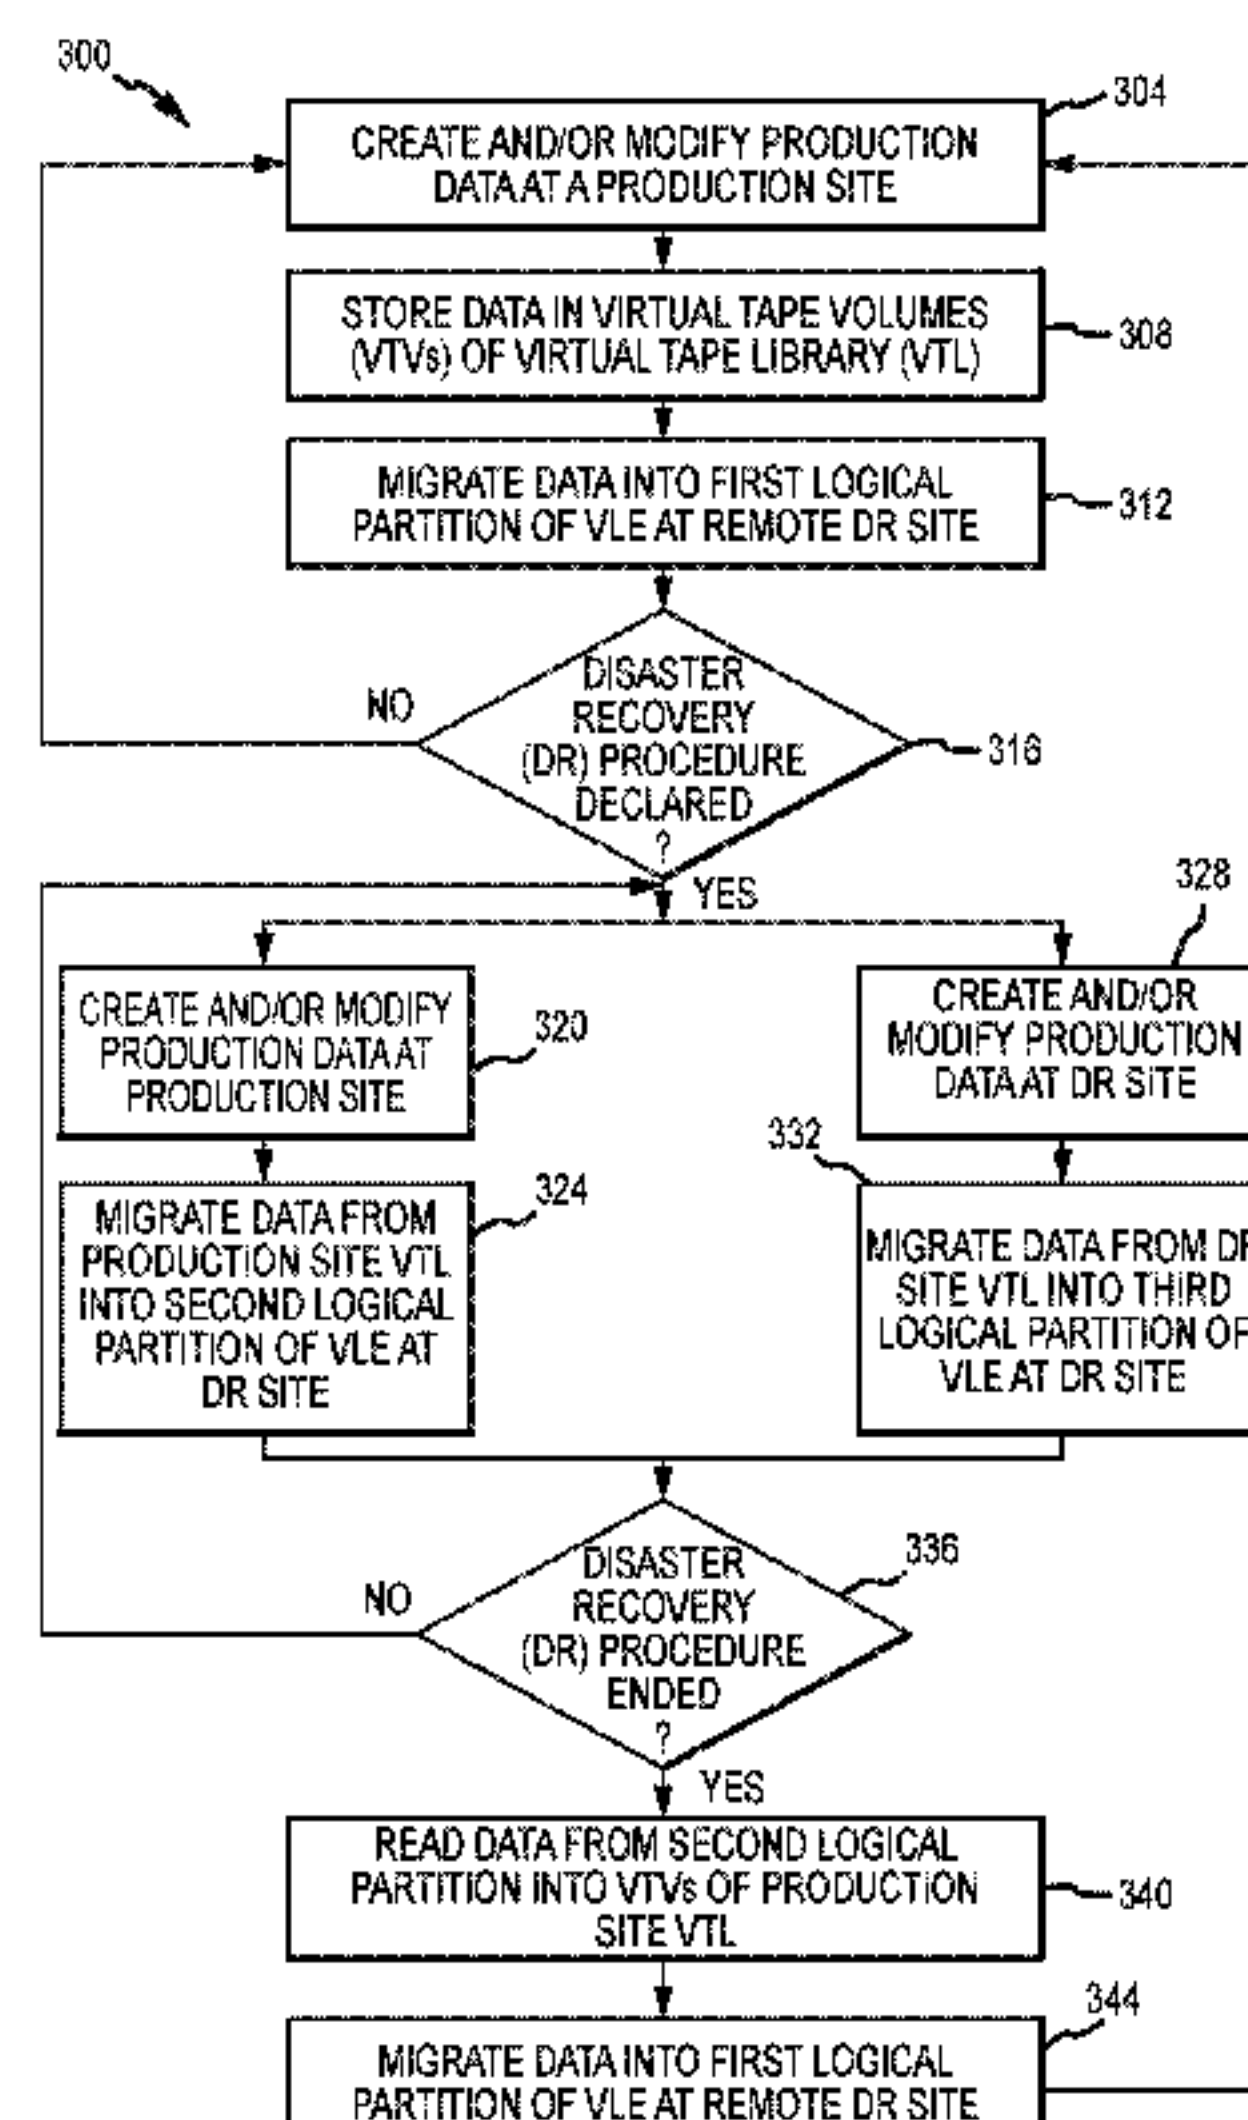 300
304
CREATE AND/OR MODIFY PRODUCTION
DATA AT A PRODUCTION SITE
STORE DATA IN VIRTUAL TAPE VOLUMES
(VTVs) OF VIRTUAL TAPE LIBRARY (VTL)
308
MIGRATE DATA INTO FIRST LOGICAL
PARTITION OF VLE AT REMOTE DR SITE
312
DISASTER
RECOVERY
(DR) PROCEDURE
DECLARED
?
NO
316
YES
328
CREATE AND/OR MODIFY
PRODUCTION DATA AT
PRODUCTION SITE
320
CREATE AND/OR
MODIFY PRODUCTION
DATA AT DR SITE
332
MIGRATE DATA FROM
PRODUCTION SITE VTL
INTO SECOND LOGICAL
PARTITION OF VLE AT
DR SITE
324
MIGRATE DATA FROM DR
SITE VTL INTO THIRD
LOGICAL PARTITION OF
VLE AT DR SITE
DISASTER
RECOVERY
(DR) PROCEDURE
ENDED
?
336
NO
YES
READ DATA FROM SECOND LOGICAL
PARTITION INTO VTVs OF PRODUCTION
SITE VTL
340
344
MIGRATE DATA INTO FIRST LOGICAL
PARTITION OF VLE AT REMOTE DR SITE